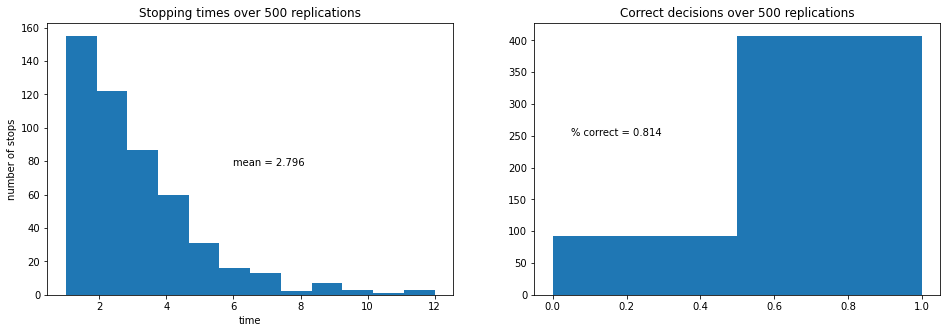 Stopping times over 500 replications
160
140
120
100
80
60
40
20
0
number of stops
mean = 2.796
2 4 6 8 10 12
time
Correct decisions over 500 replications
400
350
300
250
200
150
100
50
0
% correct = 0.814
0.0 0.2 0.4 0.6 0.8 1.0